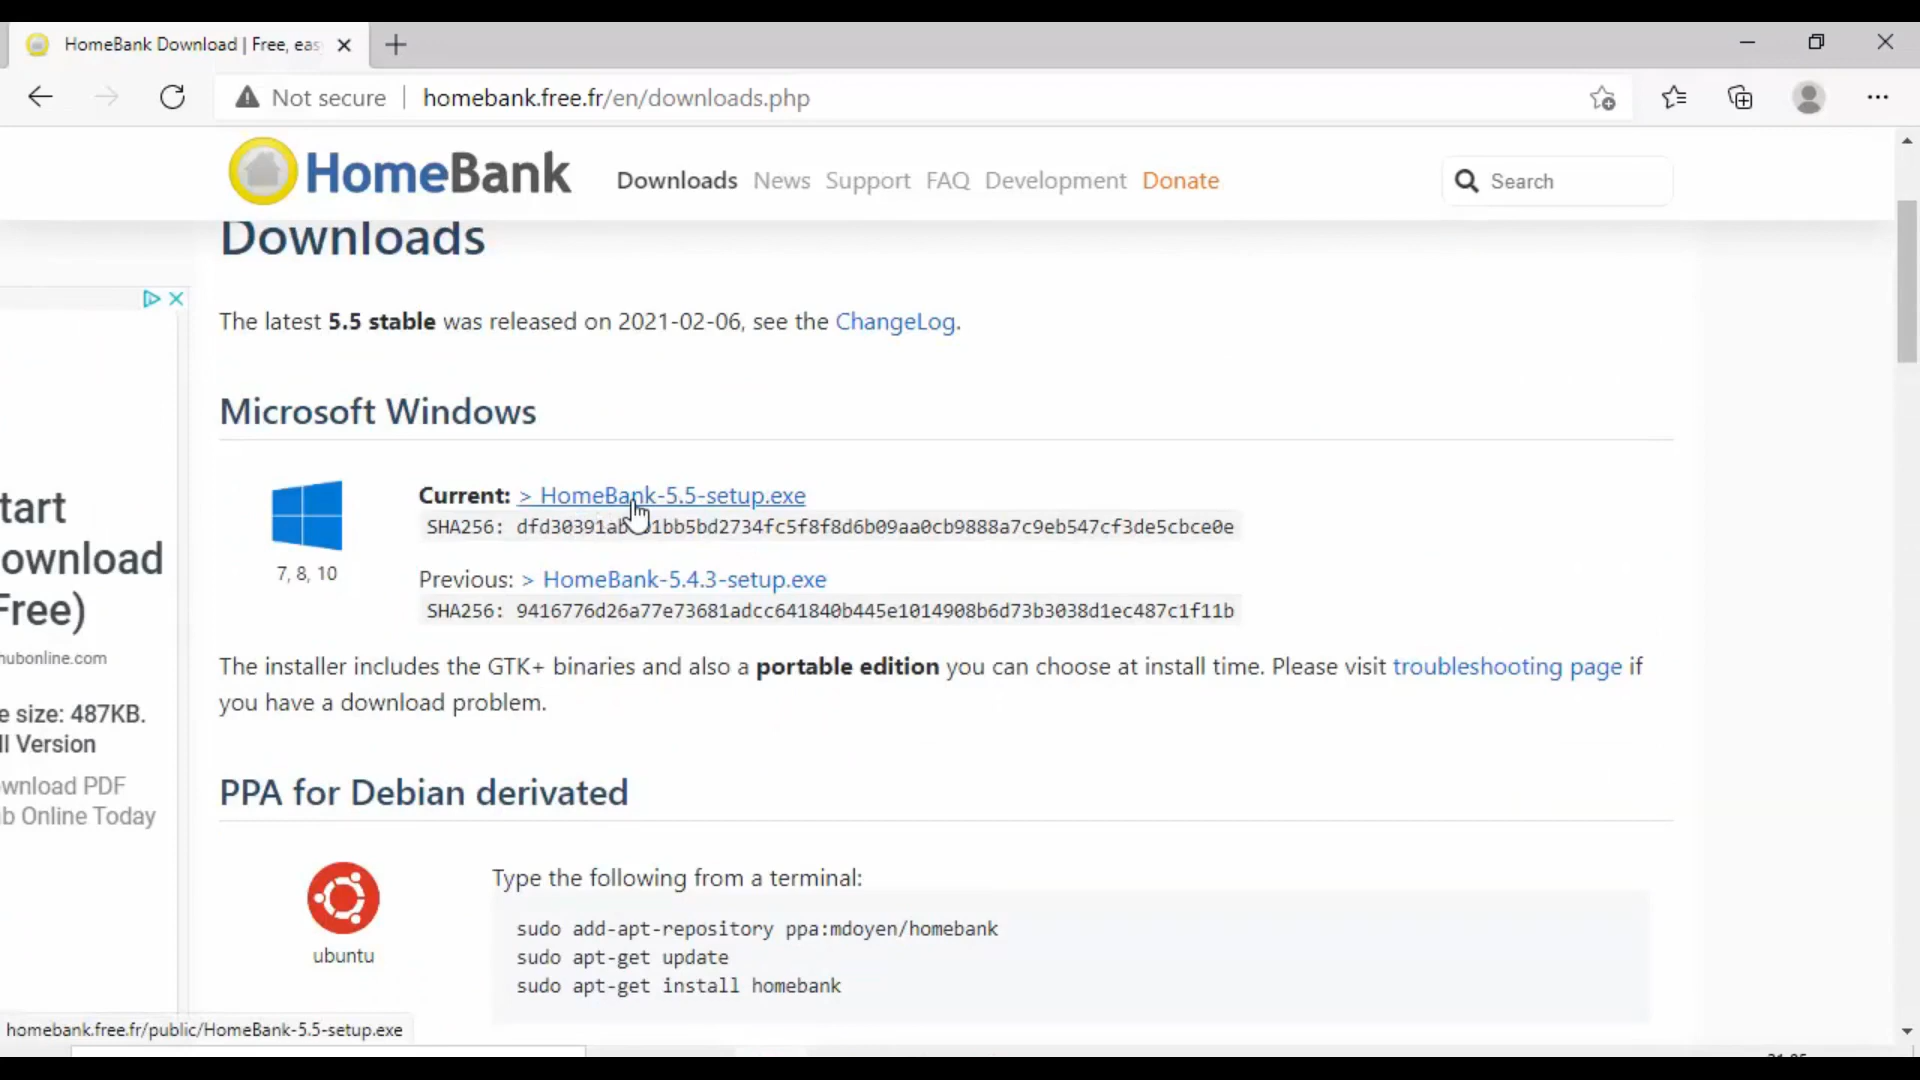 HomeBank Download | Free, eas
Not secure
homebank.free.fr/en/downloads.php
HomeBank
Downloads News Support FAQ Development Donate
Search
Downloads
The latest 5.5 stable was released on 2021-02-06, see the ChangeLog.
Microsoft Windows
Current: > HomeBank-5.5-setup.exe
SHA256:
7, 8, 10
Previous: > HomeBank-5.4.3-setup.exe
SHA256: 9416776d26a77e73681adcc641840b445e1014908b6d73b3038d1ec487c1f11b
The installer includes the GTK+ binaries and also a portable edition you can choose at install time. Please visit troubleshooting page if
you have a download problem.
PPA for Debian derivated
ubuntu
Type the following from a terminal:
sudo add-apt-repository ppa:mdoyen/homebank
sudo apt-get update
sudo apt-get install homebank
tart
ownload
Free)
hubonline.com
e size: 487KB.
ll Version
wnload PDF
b Online Today
homebank.free.fr/public/HomeBank-5.5-setup.exe